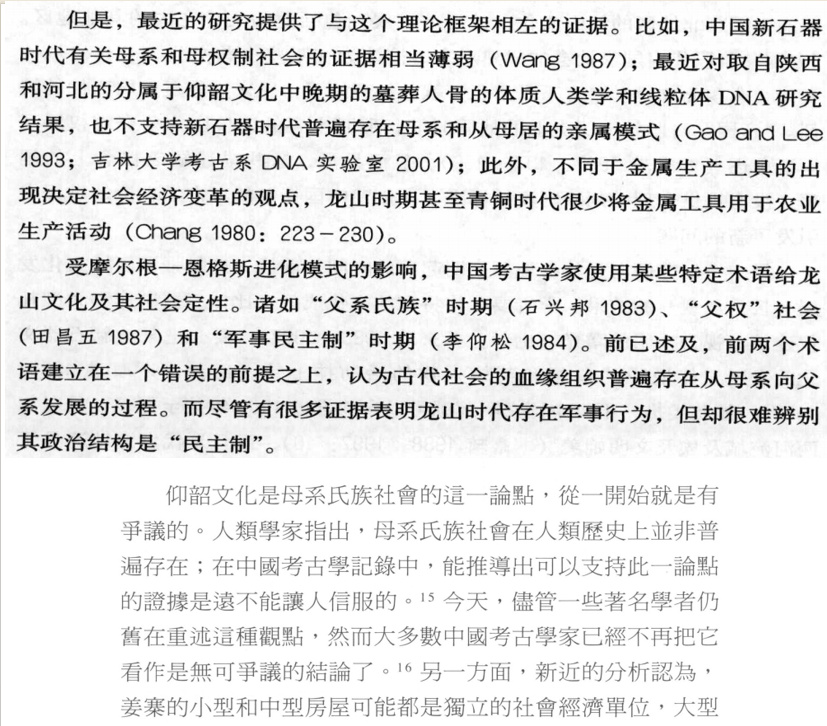 但是，最近的研究提供了与这个理论框架相左的证据。比如，中国新石器
时代有关母系和母权制社会的证据相当薄弱（Wang 1987）；最近对取自陕西
和河北的分属于仰韶文化中晚期的墓葬人骨的体质人类学和线粒体 DNA 研究
结果，也不支持新石器时代普遍存在母系和从母居的亲属模式（Gao and Lee
1993；吉林大学考古系 DNA 实验室 2001）；此外，不同于金属生产工具的出
现决定社会经济变革的观点，龙山时期甚至青铜时代很少将金属工具用于农业
生产活动（Chang 1980：223－230）。
受摩尔根—恩格斯进化模式的影响，中国考古学家使用某些特定术语给龙
山文化及其社会定性。诸如“父系氏族”时期（石兴邦 1983）、“父权”社会
（田昌五 1987）和“军事民主制”时期（李仰松 1984）。前已述及，前两个术
语建立在一个错误的前提之上，认为古代社会的血缘组织普遍存在从母系向父
系发展的过程。而尽管有很多证据表明龙山时代存在军事行为，但却很难辨别
其政治结构是“民主制”。
仰韶文化是母系氏族社會的這一論點，從一開始就是有
爭議的。人類學家指出，母系氏族社會在人類歷史上並非普
遍存在；在中國考古學記錄中，能推導出可以支持此一論點
的證據是遠不能讓人信服的。15 今天，儘管一些著名學者仍
舊在重述這種觀點，然而大多數中國考古學家已經不再把它
看作是無可爭議的結論了。16 另一方面，新近的分析認為，
姜寨的小型和中型房屋可能都是獨立的社會經濟單位，大型